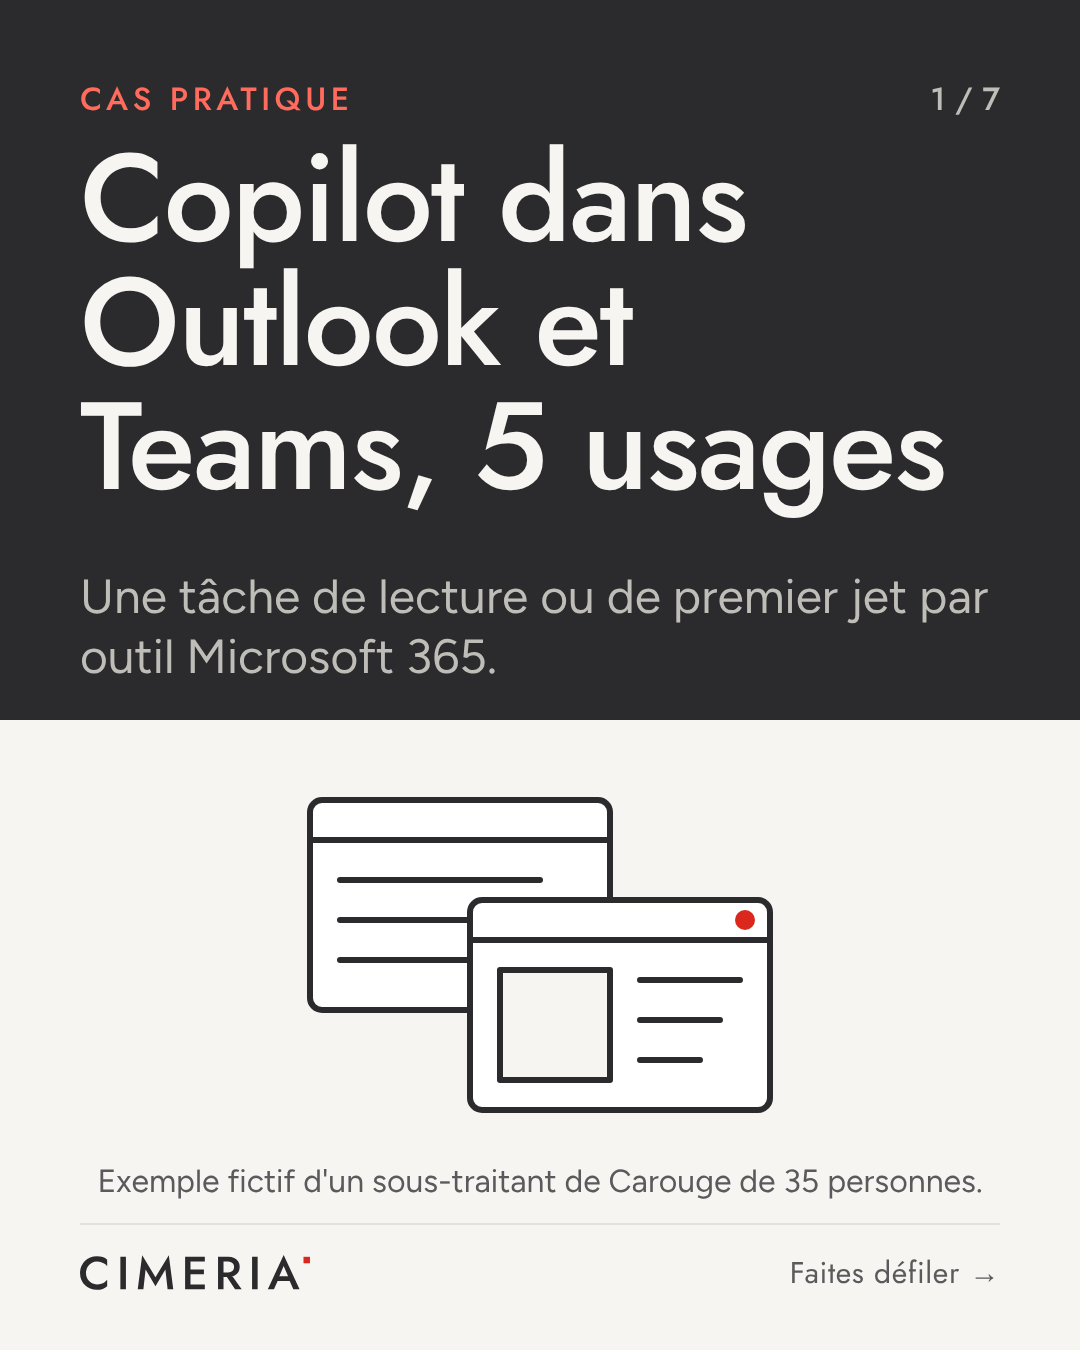 CAS PRATIQUE
1 / 7
Copilot dans
Outlook et
Teams, 5 usages
Une tâche de lecture ou de premier jet par
outil Microsoft 365.
Exemple fictif d'un sous-traitant de Carouge de 35 personnes.
CIMERIA
Faites défiler →